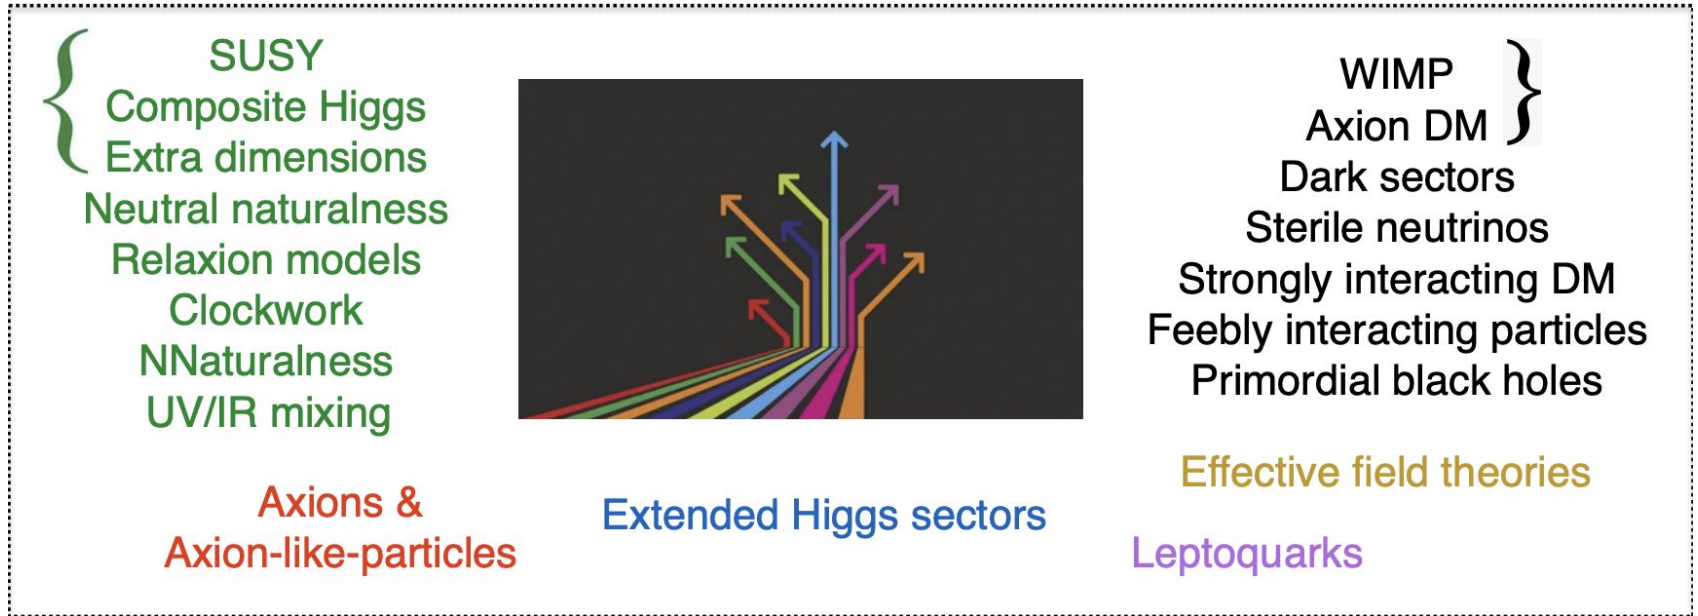 SUSY
Composite Higgs
Extra dimensions
Neutral naturalness
Relaxion models
Clockwork
NNaturalness
UV/IR mixing
Axions &
Axion-like-particles
Extended Higgs sectors
WIMP
Axion DM
Dark sectors
Sterile neutrinos
Strongly interacting DM
Feebly interacting particles
Primordial black holes
Effective field theories
Leptoquarks